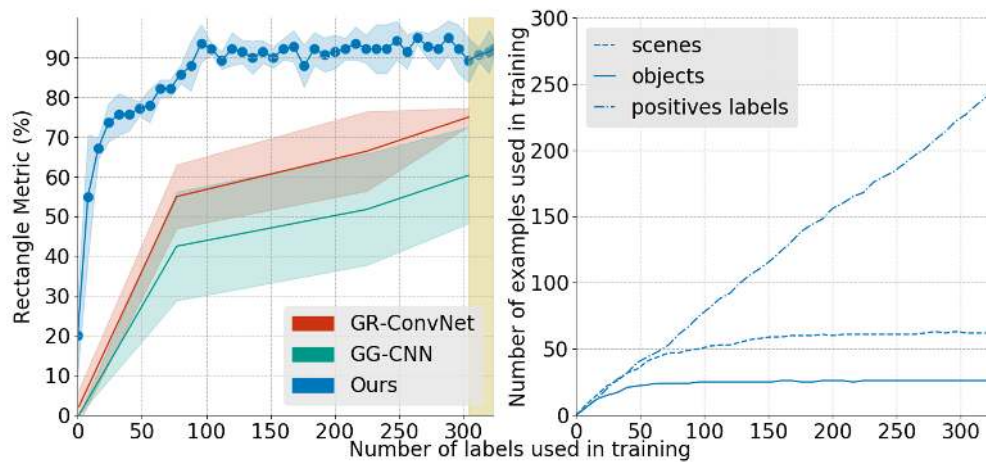 Rectangle Metric (%)
90
80
70
60
50
40
30
20
10
0
0 50 100 150 200 250 300
GR-ConvNet
GG-CNN
Ours
Number of examples used in training
300
250
200
150
100
50
0
0 50 100 150 200 250 300
scenes
objects
positives labels
Number of labels used in training